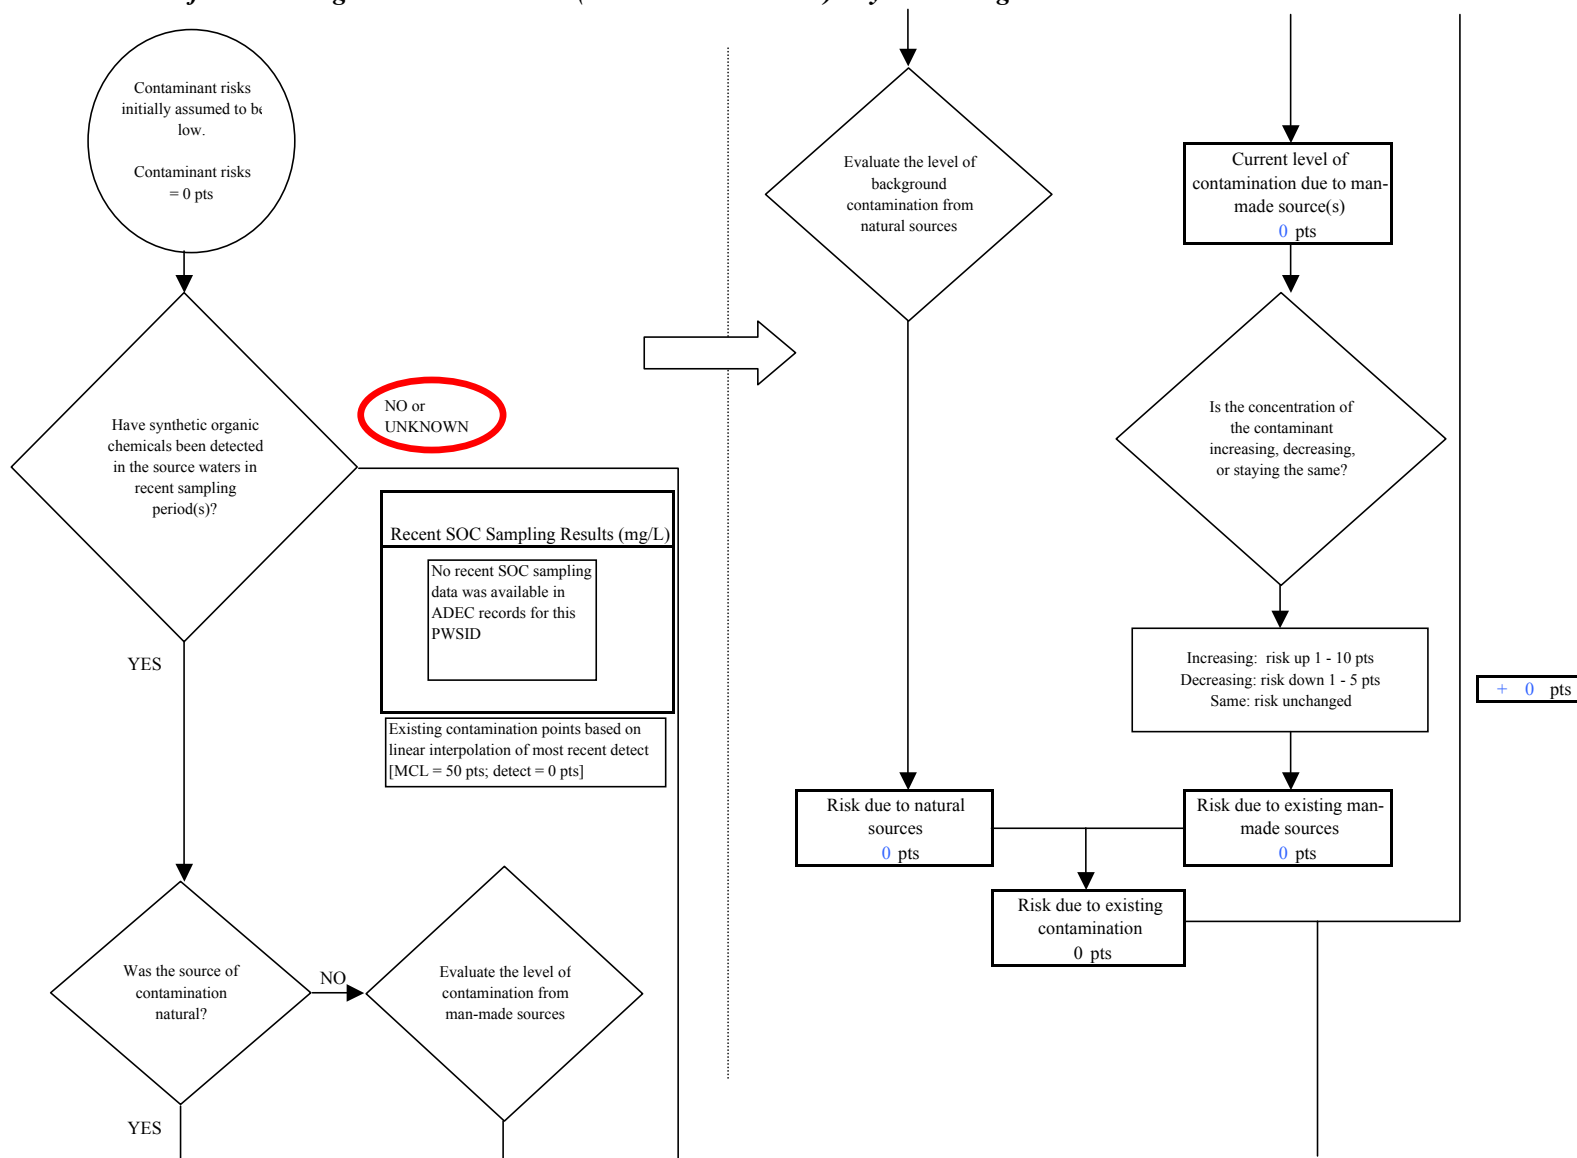 Contaminant risks
initially assumed to be
low.
Contaminant risks
= 0 pts
Have synthetic organic
chemicals been detected
in the source waters in
recent sampling
period(s)?
NO or
UNKNOWN
Recent SOC Sampling Results (mg/L)
No recent SOC sampling
data was available in
ADEC records for this
PWSID
Existing contamination points based on
linear interpolation of most recent detect
[MCL = 50 pts; detect = 0 pts]
YES
Was the source of
contamination
natural?
NO
Evaluate the level of
contamination from
man-made sources
YES
Evaluate the level of
background
contamination from
natural sources
Current level of
contamination due to man-
made source(s)
0 pts
Is the concentration of
the contaminant
increasing, decreasing,
or staying the same?
Increasing: risk up 1 - 10 pts
Decreasing: risk down 1 - 5 pts
Same: risk unchanged
+ 0 pts
Risk due to natural
sources
0 pts
Risk due to existing man-
made sources
0 pts
Risk due to existing
contamination
0 pts